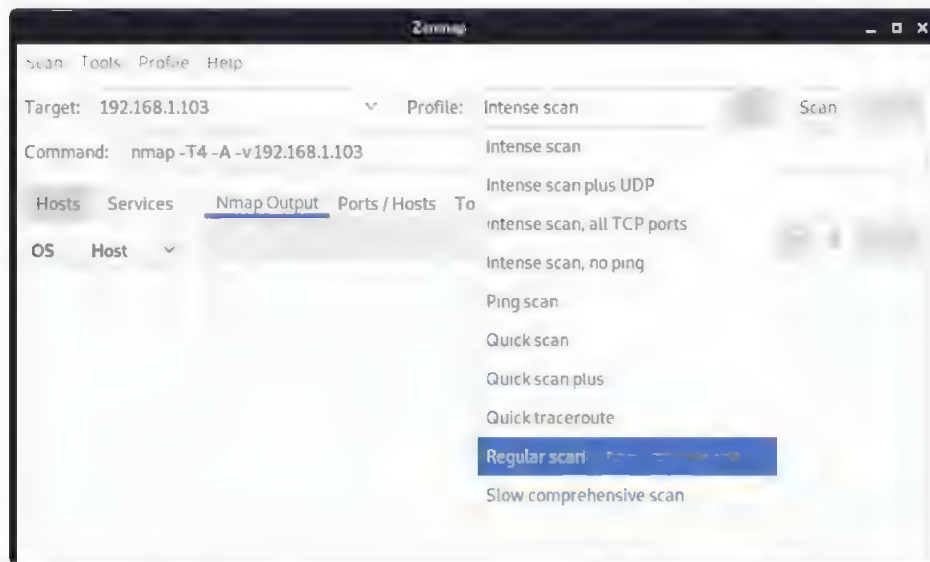 Zenmap
Scan Tools Profile Help
Target: 192.168.1.103 Profile: Intense scan Scan
Command: nmap -T4 -A -v 192.168.1.103
Hosts Services Nmap Output Ports / Hosts To
OS Host
Intense scan
Intense scan plus UDP
Intense scan, all TCP ports
Intense scan, no ping
Ping scan
Quick scan
Quick scan plus
Quick traceroute
Regular scan
Slow comprehensive scan